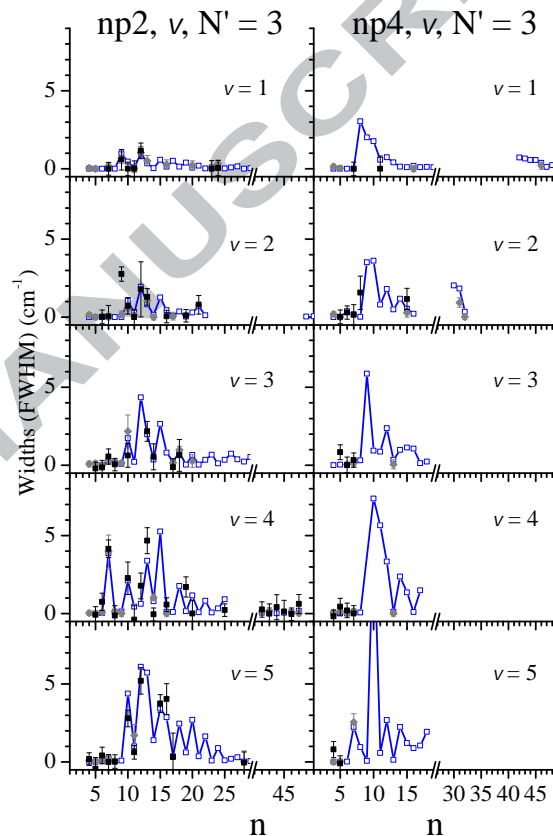 np2, v, N' = 3
np4, v, N' = 3
MANUSCR
Widths (FWHM) (cm⁻¹)
5
0
v = 1
v = 1
5
0
v = 2
v = 2
5
0
v = 3
v = 3
5
0
v = 4
v = 4
5
0
v = 5
v = 5
5 10 15 20 25 45
5 10 15 30 35 40 45
n
n